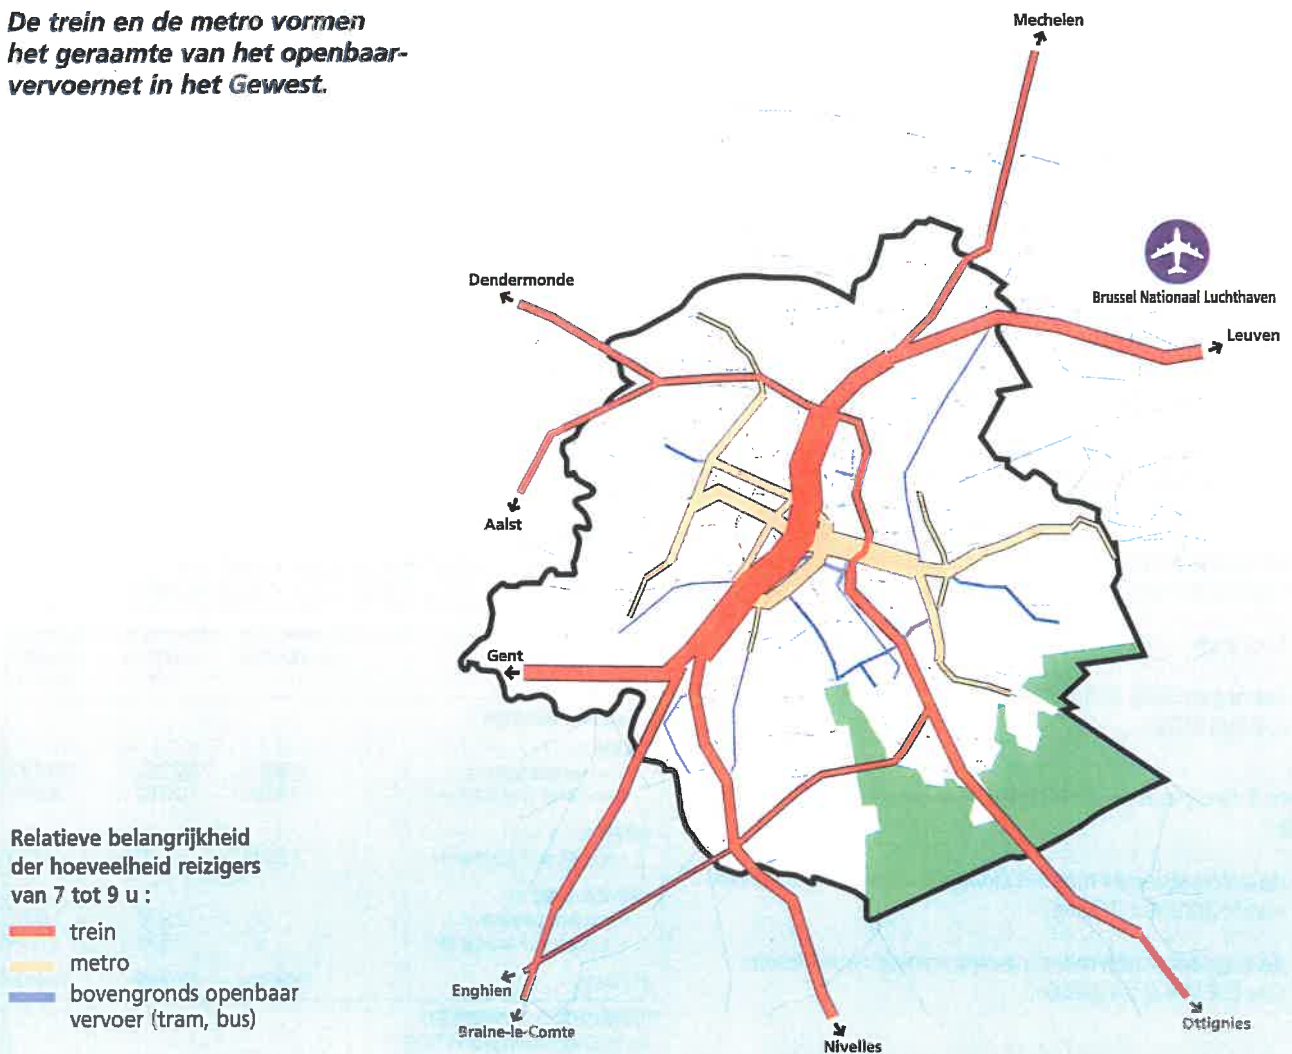 De trein en de metro vormen
het geraamte van het openbaar-
vervoernet in het Gewest.
Mechelen
Dendermonde
Brussel Nationaal Luchthaven
Leuven
Aalst
Gent
Relatieve belangrijkheid
der hoeveelheid reizigers
van 7 tot 9 u :
trein
metro
bovengronds openbaar
vervoer (tram, bus)
Enghien
Braine-le-Comte
Nivelles
Ottignies